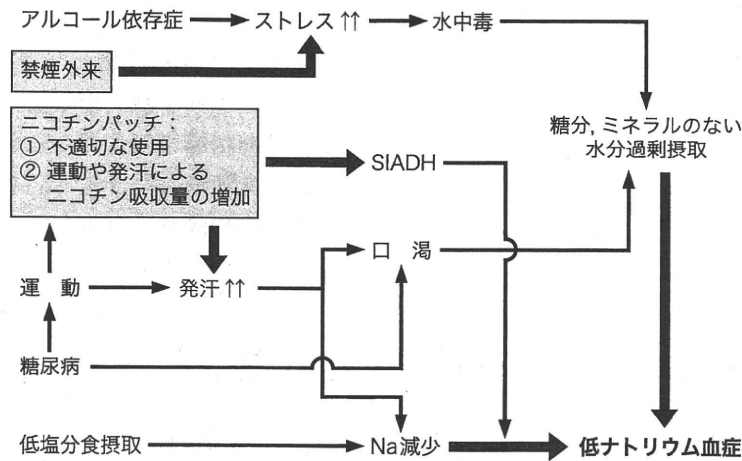 アルコール依存症
ストレス⇈
水中毒
禁煙外来
ニコチンパッチ：
① 不適切な使用
② 運動や発汗による
ニコチン吸収量の増加
SIADH
糖分, ミネラルのない
水分過剰摂取
口 渇
運 動
発汗⇈
糖尿病
低塩分食摂取
Na減少
低ナトリウム血症